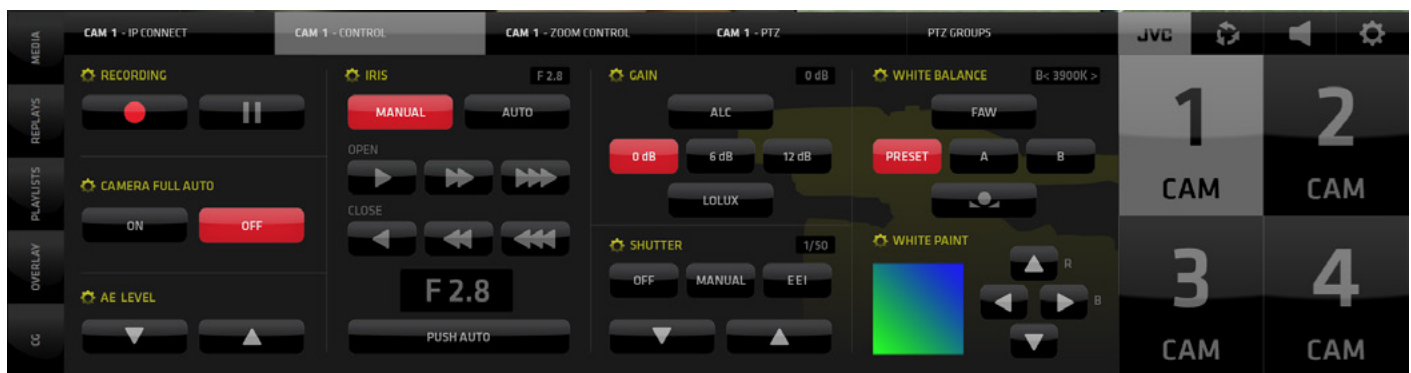 MEDIA
REPLAYS
PLAYLISTS
OVERLAY
CG
CAM 1 - IP CONNECT
CAM 1 - CONTROL
CAM 1 - ZOOM CONTROL
CAM 1 - PTZ
PTZ GROUPS
JVC
RECORDING
CAMERA FULL AUTO
ON
OFF
AE LEVEL
IRIS
F 2.8
MANUAL
AUTO
OPEN
CLOSE
F 2.8
PUSH AUTO
GAIN
0 dB
ALC
0 dB
6 dB
12 dB
LOLUX
SHUTTER
1/50
OFF
MANUAL
EEI
WHITE BALANCE
B< 3900K >
FAW
PRESET
A
B
WHITE PAINT
R
B
1
CAM
2
CAM
3
CAM
4
CAM